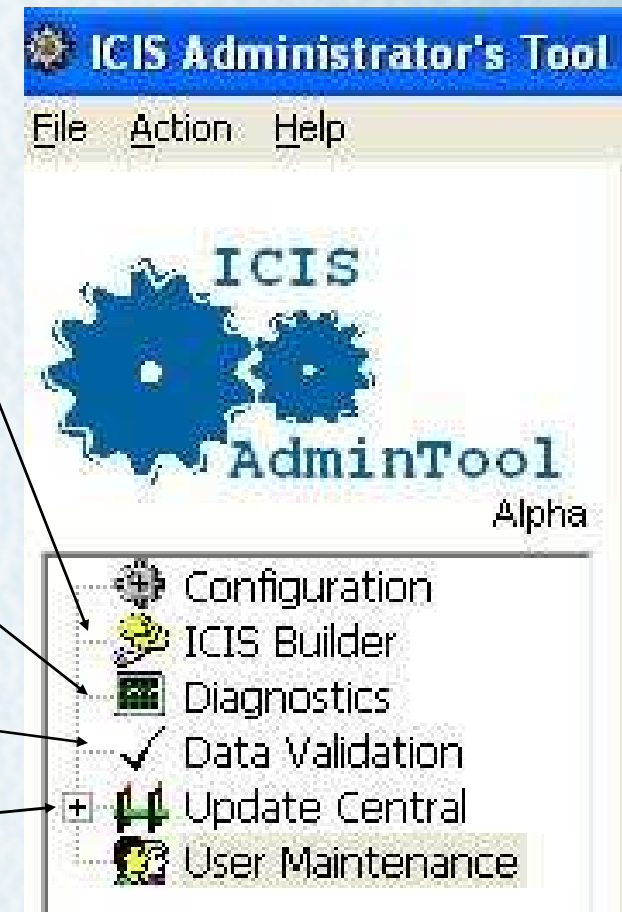 ICIS Administrator's Tool
File Action Help
ICIS
AdminTool
Alpha
Configuration
ICIS Builder
Diagnostics
Data Validation
Update Central
User Maintenance